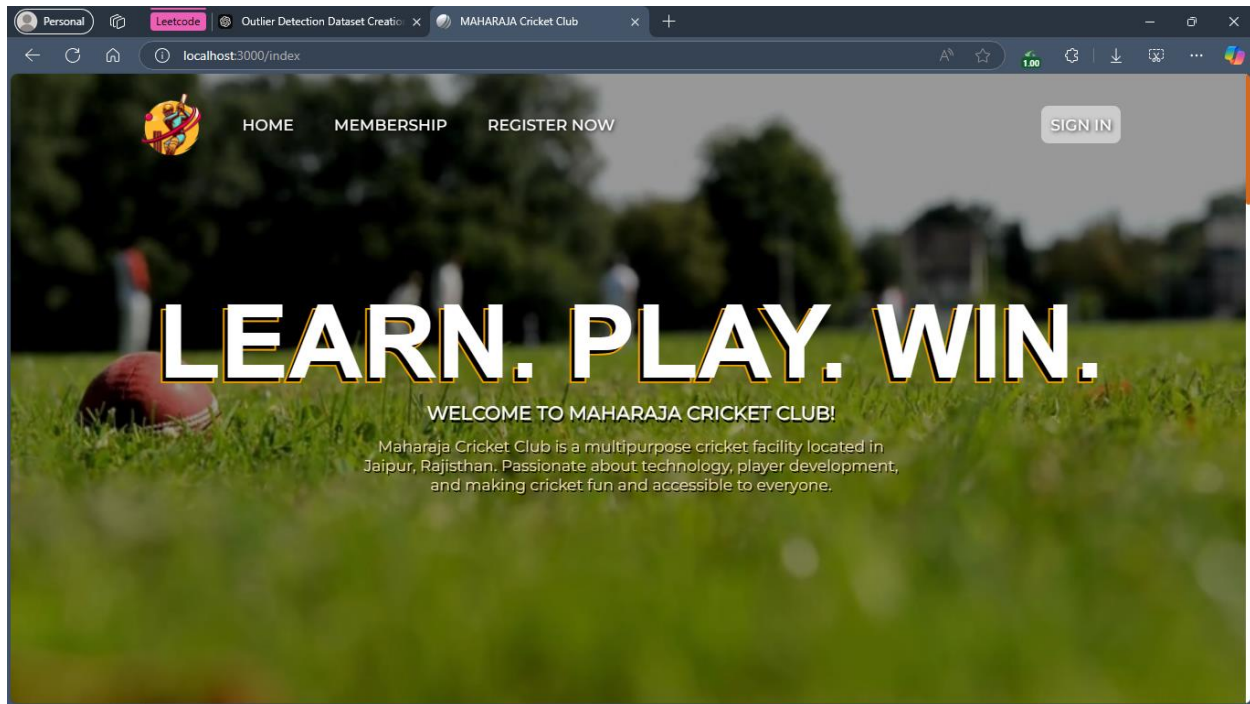 Personal
Leetcode
Outlier Detection Dataset Creatio
MAHARAJA Cricket Club
localhost:3000/index
1.00
HOME MEMBERSHIP REGISTER NOW
SIGN IN
LEARN. PLAY. WIN.
WELCOME TO MAHARAJA CRICKET CLUB!
Maharaja Cricket Club is a multipurpose cricket facility located in
Jaipur, Rajisthan. Passionate about technology, player development,
and making cricket fun and accessible to everyone.